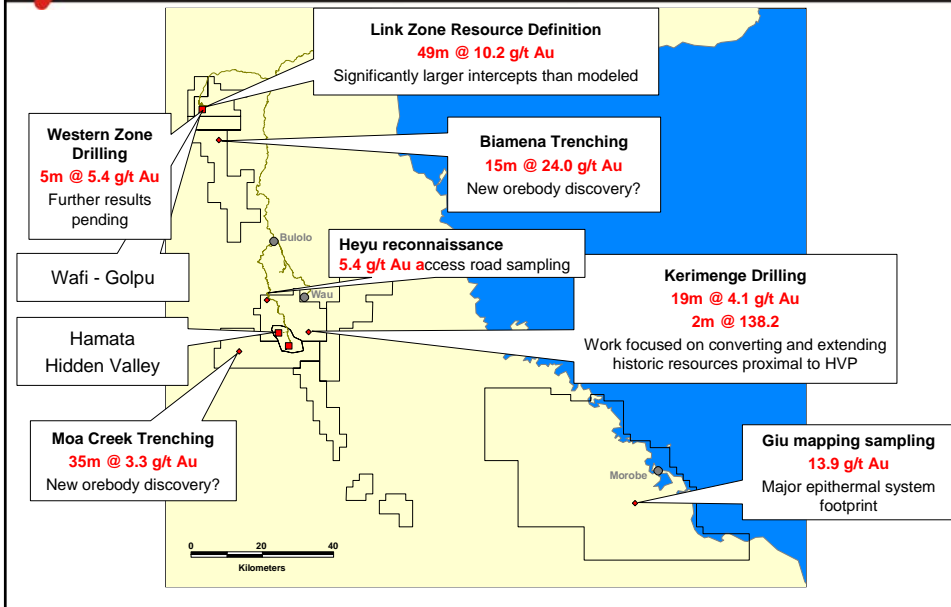 Link Zone Resource Definition
49m @ 10.2 g/t Au
Significantly larger intercepts than modeled
Western Zone
Drilling
5m @ 5.4 g/t Au
Further results
pending
Biamena Trenching
15m @ 24.0 g/t Au
New orebody discovery?
Bulolo
Heyu reconnaissance
5.4 g/t Au access road sampling
Wafi - Golpu
Wau
Kerimenge Drilling
19m @ 4.1 g/t Au
2m @ 138.2
Work focused on converting and extending
historic resources proximal to HVP
Hamata
Hidden Valley
Moa Creek Trenching
35m @ 3.3 g/t Au
New orebody discovery?
Giu mapping sampling
13.9 g/t Au
Major epithermal system
footprint
Morobe
0 20 40
Kilometers